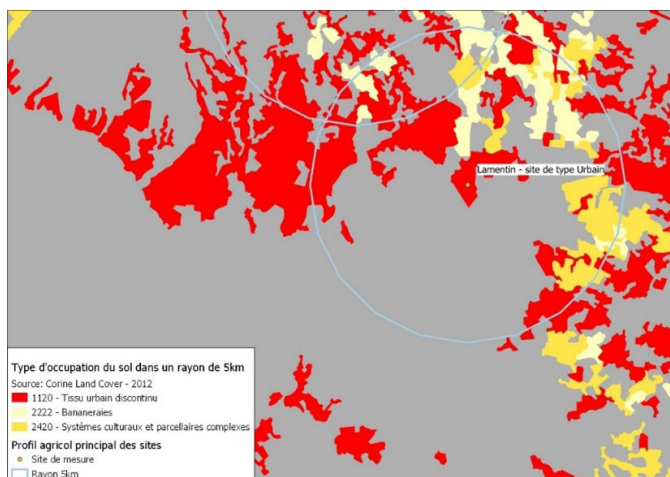 Lamentin - site de type Urbain
Type d'occupation du sol dans un rayon de 5km
Source: Corine Land Cover - 2012
1120 - Tissu urbain discontinu
2222 - Bananeraies
2420 - Systèmes culturaux et parcellaires complexes
Profil agricol principal des sites
Site de mesure
Rayon 5km